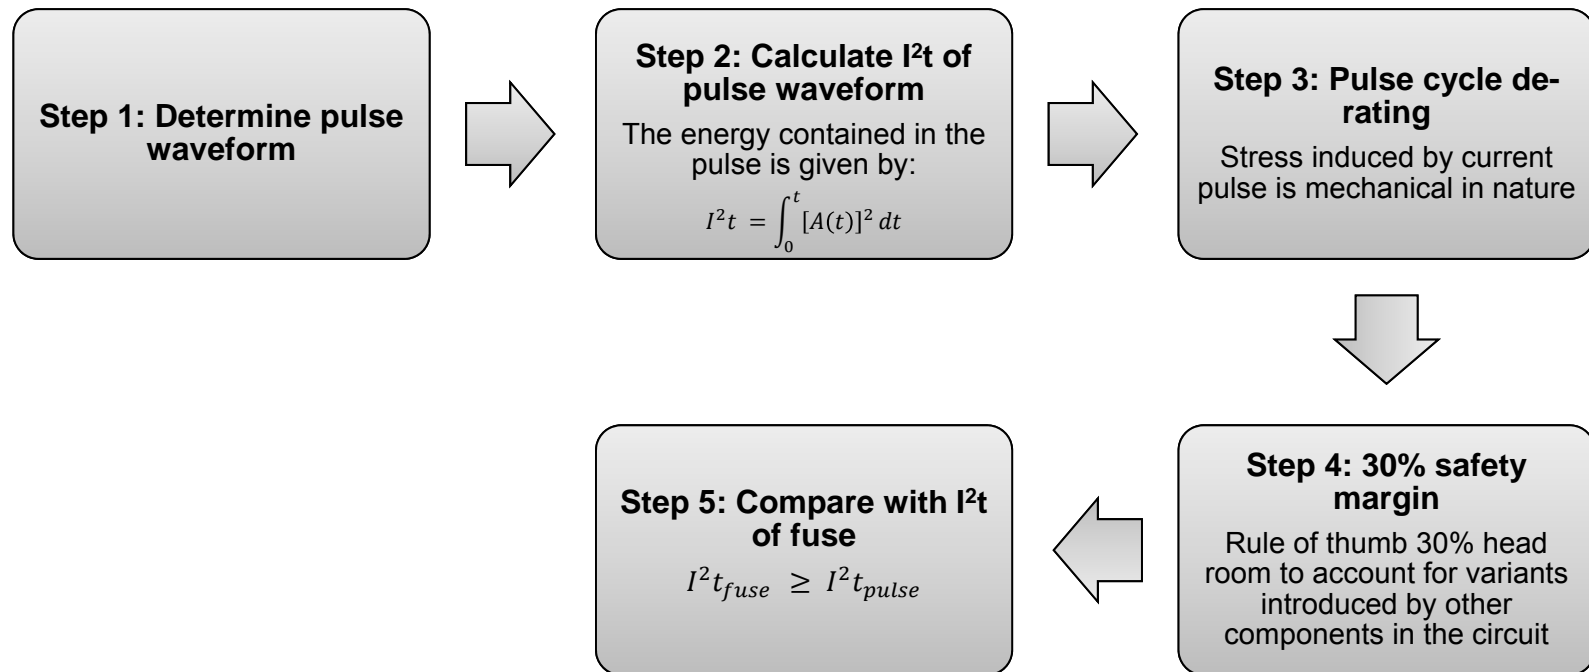 Step 1: Determine pulse
waveform
Step 2: Calculate I²t of
pulse waveform
The energy contained in the
pulse is given by:
I²t = ∫₀ᵗ [A(t)]² dt
Step 3: Pulse cycle de-
rating
Stress induced by current
pulse is mechanical in nature
Step 4: 30% safety
margin
Rule of thumb 30% head
room to account for variants
introduced by other
components in the circuit
Step 5: Compare with I²t
of fuse
I²t_fuse ≥ I²t_pulse